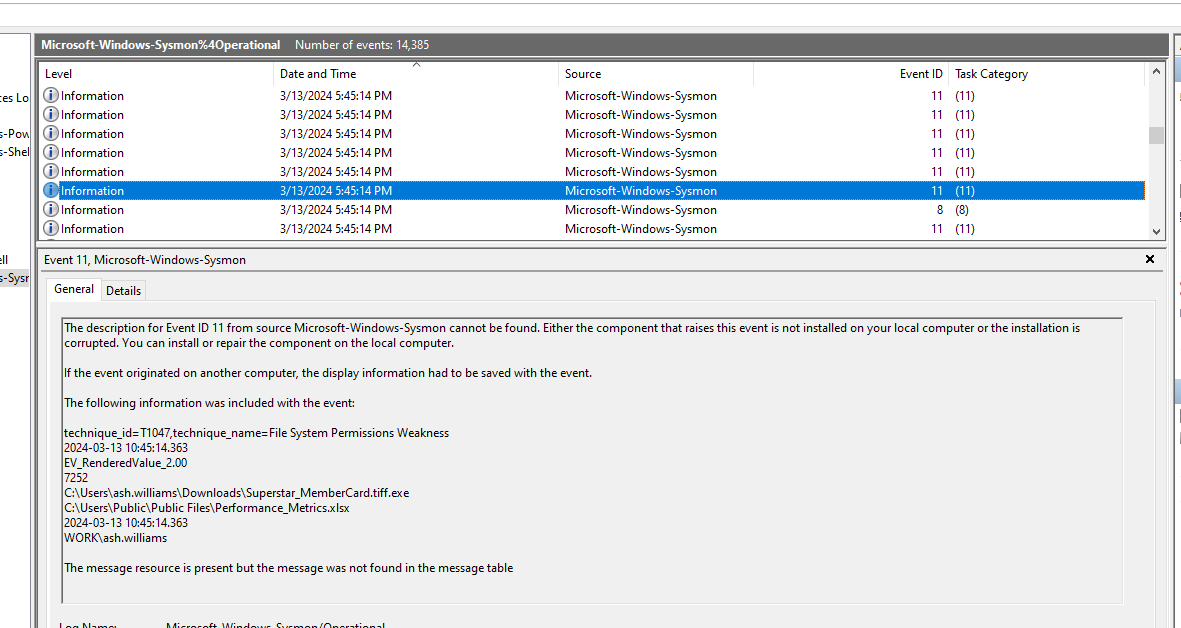 Microsoft-Windows-Sysmon%4Operational Number of events: 14,385
Level Date and Time Source Event ID Task Category
Information 3/13/2024 5:45:14 PM Microsoft-Windows-Sysmon 11 (11)
ces Lo
Information 3/13/2024 5:45:14 PM Microsoft-Windows-Sysmon 11 (11)
s-Pow
Information 3/13/2024 5:45:14 PM Microsoft-Windows-Sysmon 11 (11)
s-Shel
Information 3/13/2024 5:45:14 PM Microsoft-Windows-Sysmon 11 (11)
Information 3/13/2024 5:45:14 PM Microsoft-Windows-Sysmon 11 (11)
Information 3/13/2024 5:45:14 PM Microsoft-Windows-Sysmon 11 (11)
Information 3/13/2024 5:45:14 PM Microsoft-Windows-Sysmon 8 (8)
Information 3/13/2024 5:45:14 PM Microsoft-Windows-Sysmon 11 (11)
ell
Event 11, Microsoft-Windows-Sysmon
s-Sysr
General Details
The description for Event ID 11 from source Microsoft-Windows-Sysmon cannot be found. Either the component that raises this event is not installed on your local computer or the installation is
corrupted. You can install or repair the component on the local computer.
If the event originated on another computer, the display information had to be saved with the event.
The following information was included with the event:
technique_id=T1047,technique_name=File System Permissions Weakness
2024-03-13 10:45:14.363
EV_RenderedValue_2.00
7252
C:\Users\ash.williams\Downloads\Superstar_MemberCard.tiff.exe
C:\Users\Public\Public Files\Performance_Metrics.xlsx
2024-03-13 10:45:14.363
WORK\ash.williams
The message resource is present but the message was not found in the message table
Log Name: Microsoft-Windows-Sysmon/Operational